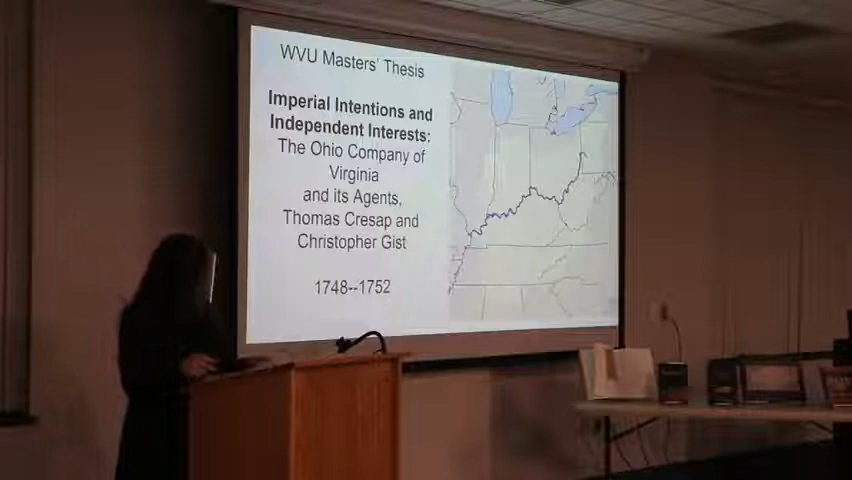 WVU Masters' Thesis
Imperial Intentions and
Independent Interests:
The Ohio Company of
Virginia
and its Agents,
Thomas Cresap and
Christopher Gist
1748--1752